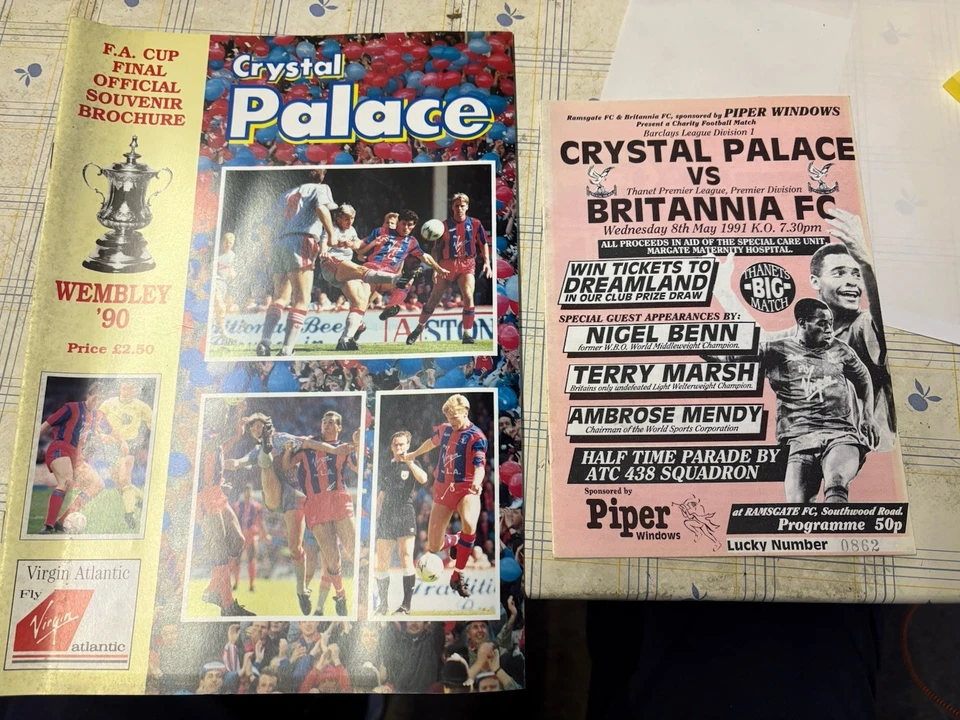 F.A. CUP
FINAL
OFFICIAL
SOUVENIR
BROCHURE
WEMBLEY
'90
Price £2.50
Virgin Atlantic
Fly
Virgin
atlantic
Crystal
Palace
Ramsgate FC & Britannia FC, sponsored by PIPER WINDOWS
Present a Charity Football Match
Barclays League Division 1
CRYSTAL PALACE
VS
Thanet Premier League, Premier Division
BRITANNIA FC
Wednesday 8th May 1991 K.O. 7.30pm
ALL PROCEEDS IN AID OF THE SPECIAL CARE UNIT,
MARGATE MATERNITY HOSPITAL.
WIN TICKETS TO
DREAMLAND
IN OUR CLUB PRIZE DRAW
THANETS
BIG
MATCH
SPECIAL GUEST APPEARANCES BY:
NIGEL BENN
former W.B.O. World Middleweight Champion.
TERRY MARSH
Britains only undefeated Light Welterweight Champion.
AMBROSE MENDY
Chairman of the World Sports Corporation
HALF TIME PARADE BY
ATC 438 SQUADRON
Sponsored by
Piper
Windows
at RAMSGATE FC, Southwood Road.
Programme 50p
Lucky Number 0862